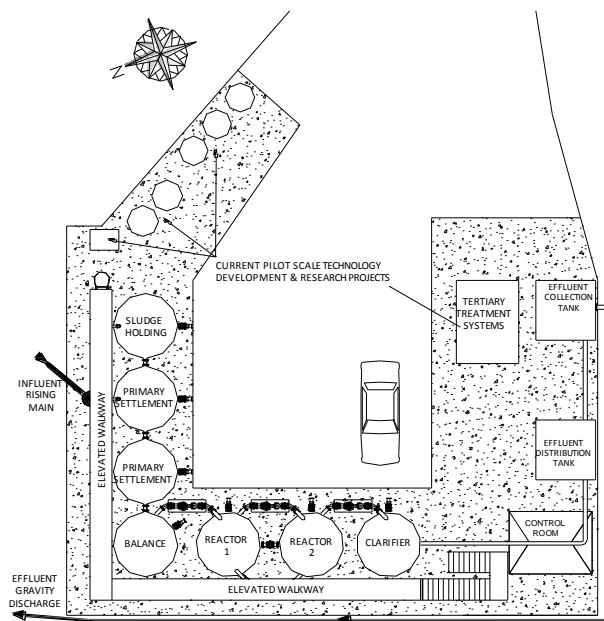 N
CURRENT PILOT SCALE TECHNOLOGY
DEVELOPMENT & RESEARCH PROJECTS
SLUDGE
HOLDING
TERTIARY
TREATMENT
SYSTEMS
EFFLUENT
COLLECTION
TANK
INFLUENT
RISING
MAIN
ELEVATED WALKWAY
PRIMARY
SETTLEMENT
PRIMARY
SETTLEMENT
EFFLUENT
DISTRIBUTION
TANK
BALANCE
REACTOR
1
REACTOR
2
CLARIFIER
CONTROL
ROOM
EFFLUENT
GRAVITY
DISCHARGE
ELEVATED WALKWAY